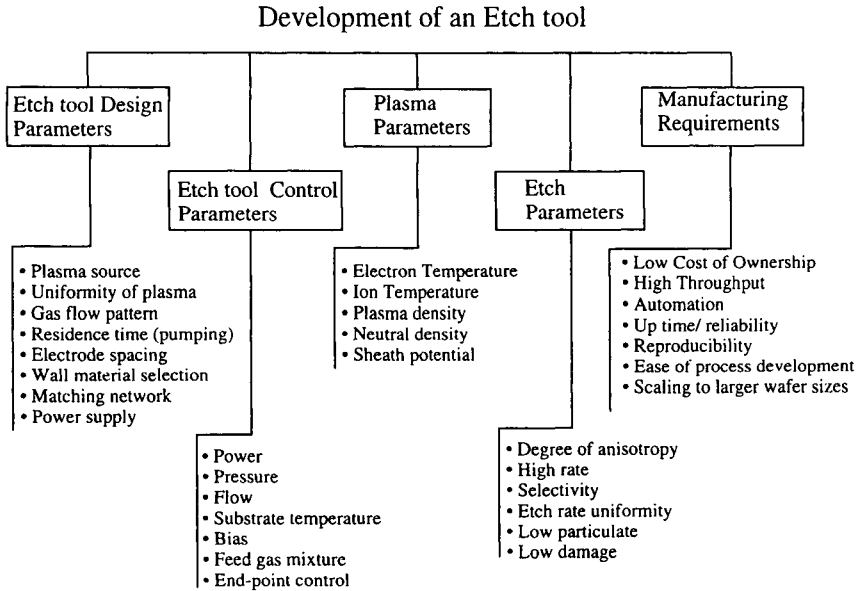 Development of an Etch tool
Etch tool Design
Parameters
• Plasma source
• Uniformity of plasma
• Gas flow pattern
• Residence time (pumping)
• Electrode spacing
• Wall material selection
• Matching network
• Power supply
Etch tool Control
Parameters
• Power
• Pressure
• Flow
• Substrate temperature
• Bias
• Feed gas mixture
• End-point control
Plasma
Parameters
• Electron Temperature
• Ion Temperature
• Plasma density
• Neutral density
• Sheath potential
Etch
Parameters
• Degree of anisotropy
• High rate
• Selectivity
• Etch rate uniformity
• Low particulate
• Low damage
Manufacturing
Requirements
• Low Cost of Ownership
• High Throughput
• Automation
• Up time/ reliability
• Reproducibility
• Ease of process development
• Scaling to larger wafer sizes